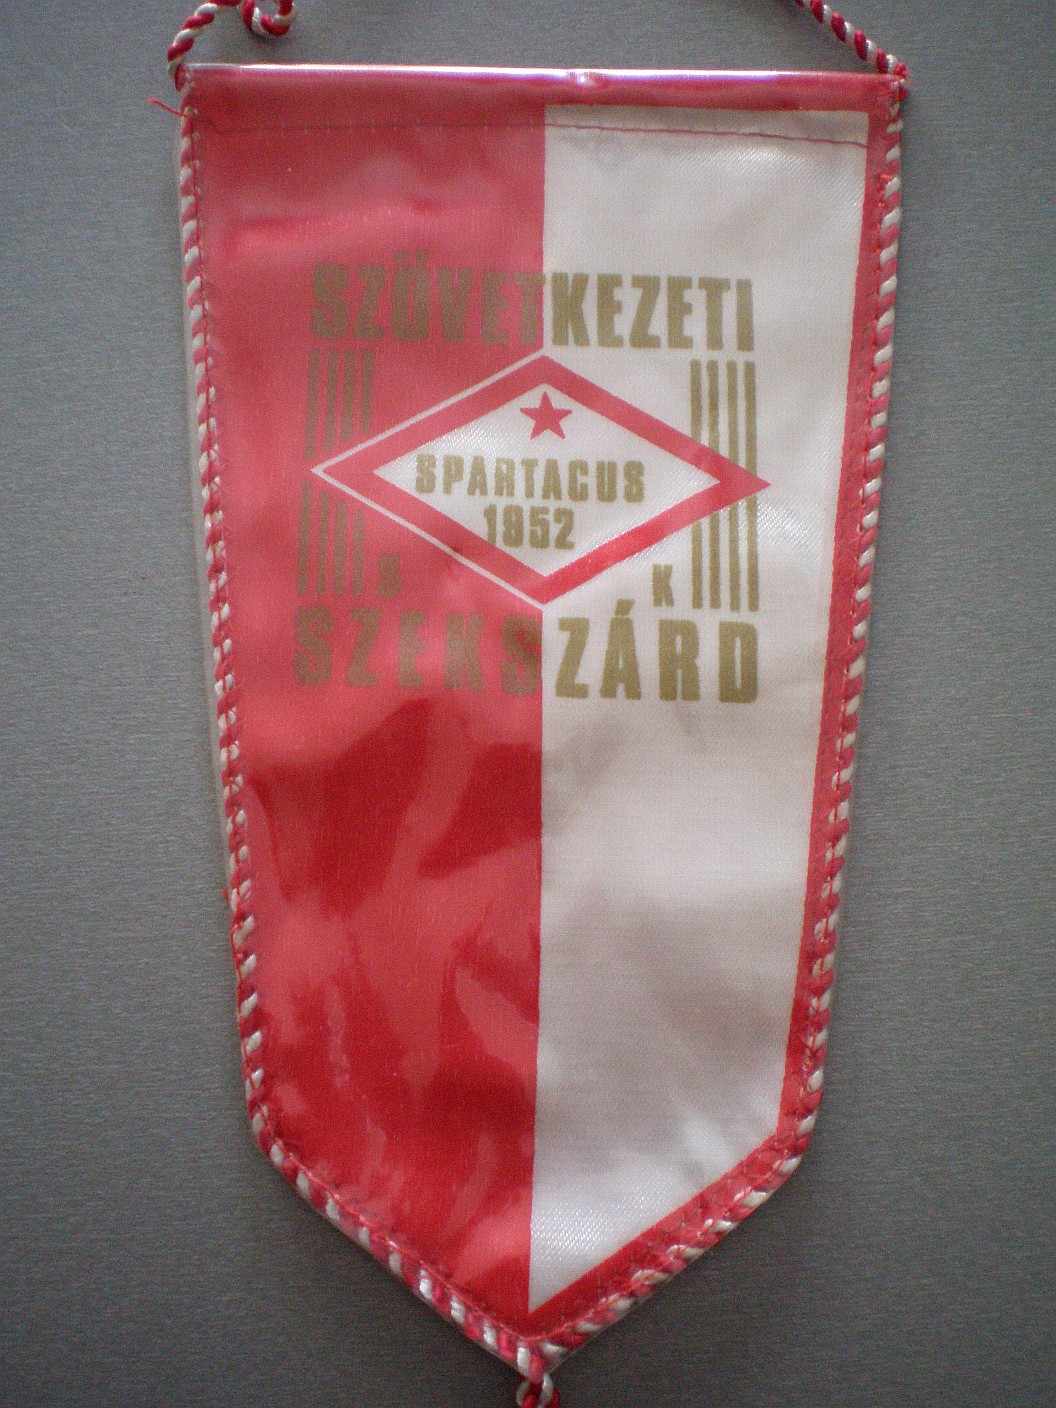 SZÖVETKEZETI
SPARTACUS
1952
S K
SZEKSZÁRD